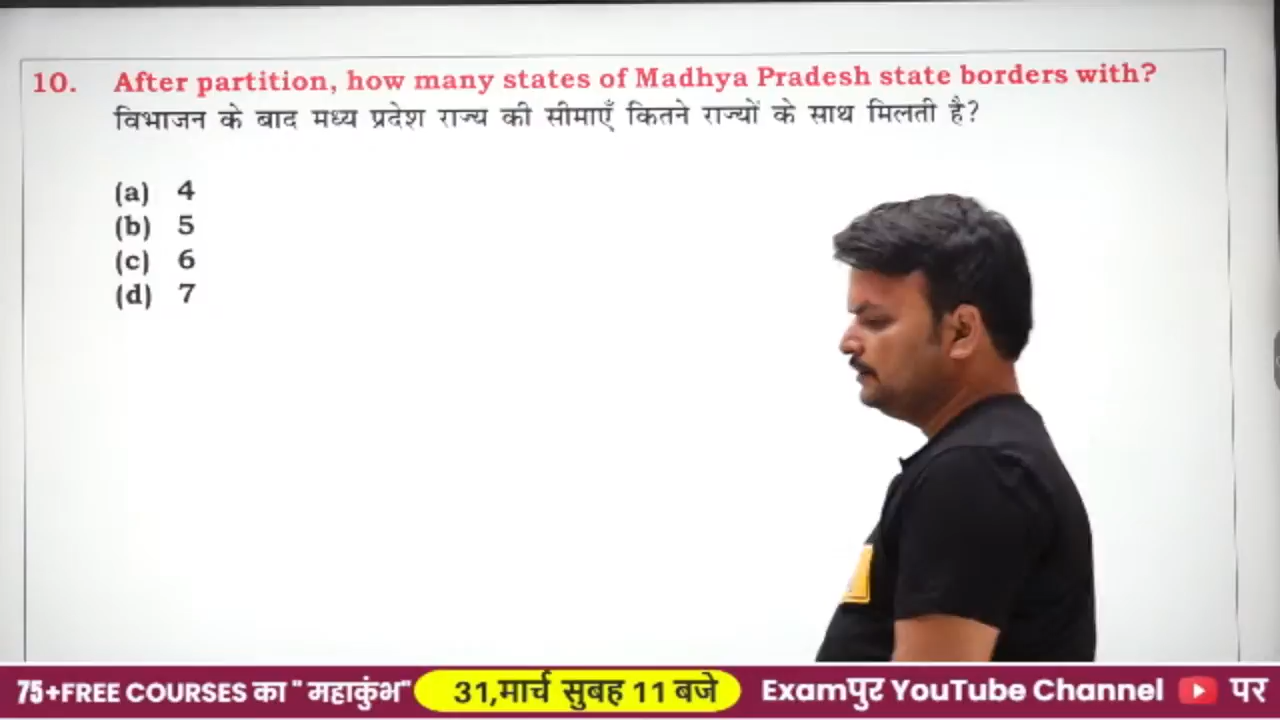 10. After partition, how many states of Madhya Pradesh state borders with?
विभाजन के बाद मध्य प्रदेश राज्य की सीमाएँ कितने राज्यों के साथ मिलती है?
(a) 4
(b) 5
(c) 6
(d) 7
75+FREE COURSES का " महाकुंभ" 31,मार्च सुबह 11 बजे Examपुर YouTube Channel पर